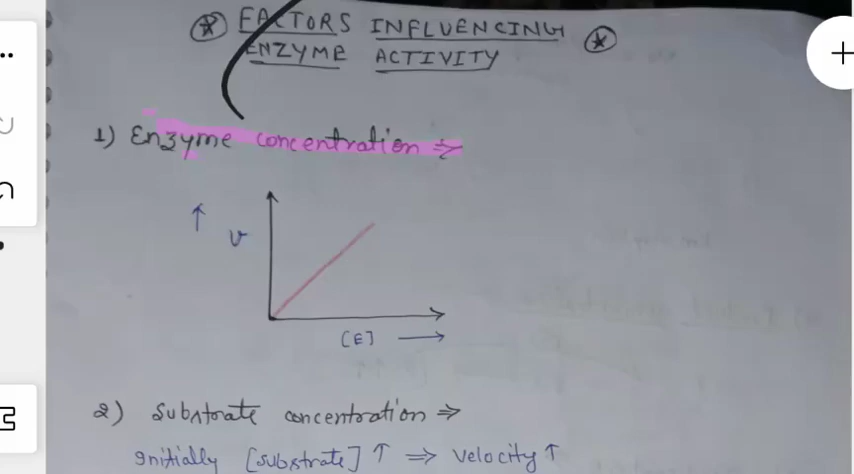 * FACTORS INFLUENCING *
ENZYME ACTIVITY
1) Enzyme concentration ⇒
↑ v
[E] →
2) Substrate concentration ⇒
Initially [substrate] ↑ ⇒ velocity ↑